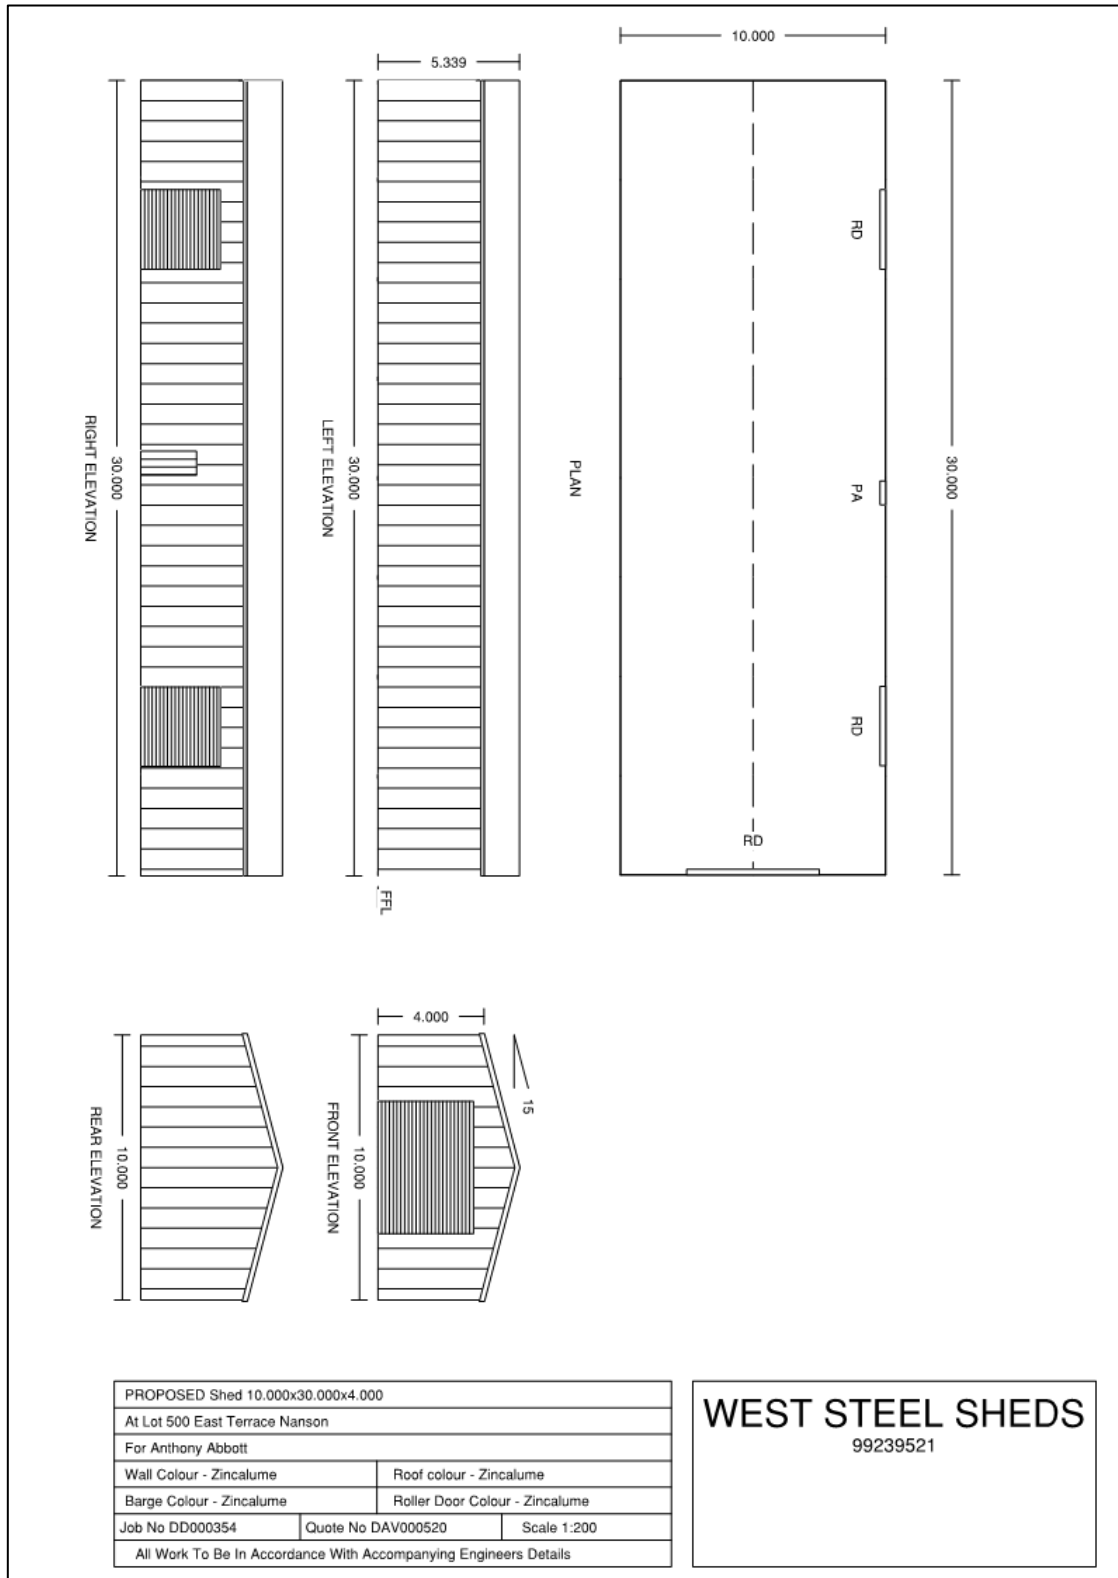 10.000
5.339
RD
RIGHT ELEVATION
30.000
LEFT ELEVATION
30.000
PLAN
PA
30.000
RD
RD
FFL
4.000
15
REAR ELEVATION
10.000
FRONT ELEVATION
10.000
PROPOSED Shed 10.000x30.000x4.000
At Lot 500 East Terrace Nanson
For Anthony Abbott
Wall Colour - Zincalume
Roof colour - Zincalume
Barge Colour - Zincalume
Roller Door Colour - Zincalume
Job No DD000354
Quote No DAV000520
Scale 1:200
All Work To Be In Accordance With Accompanying Engineers Details
WEST STEEL SHEDS
99239521